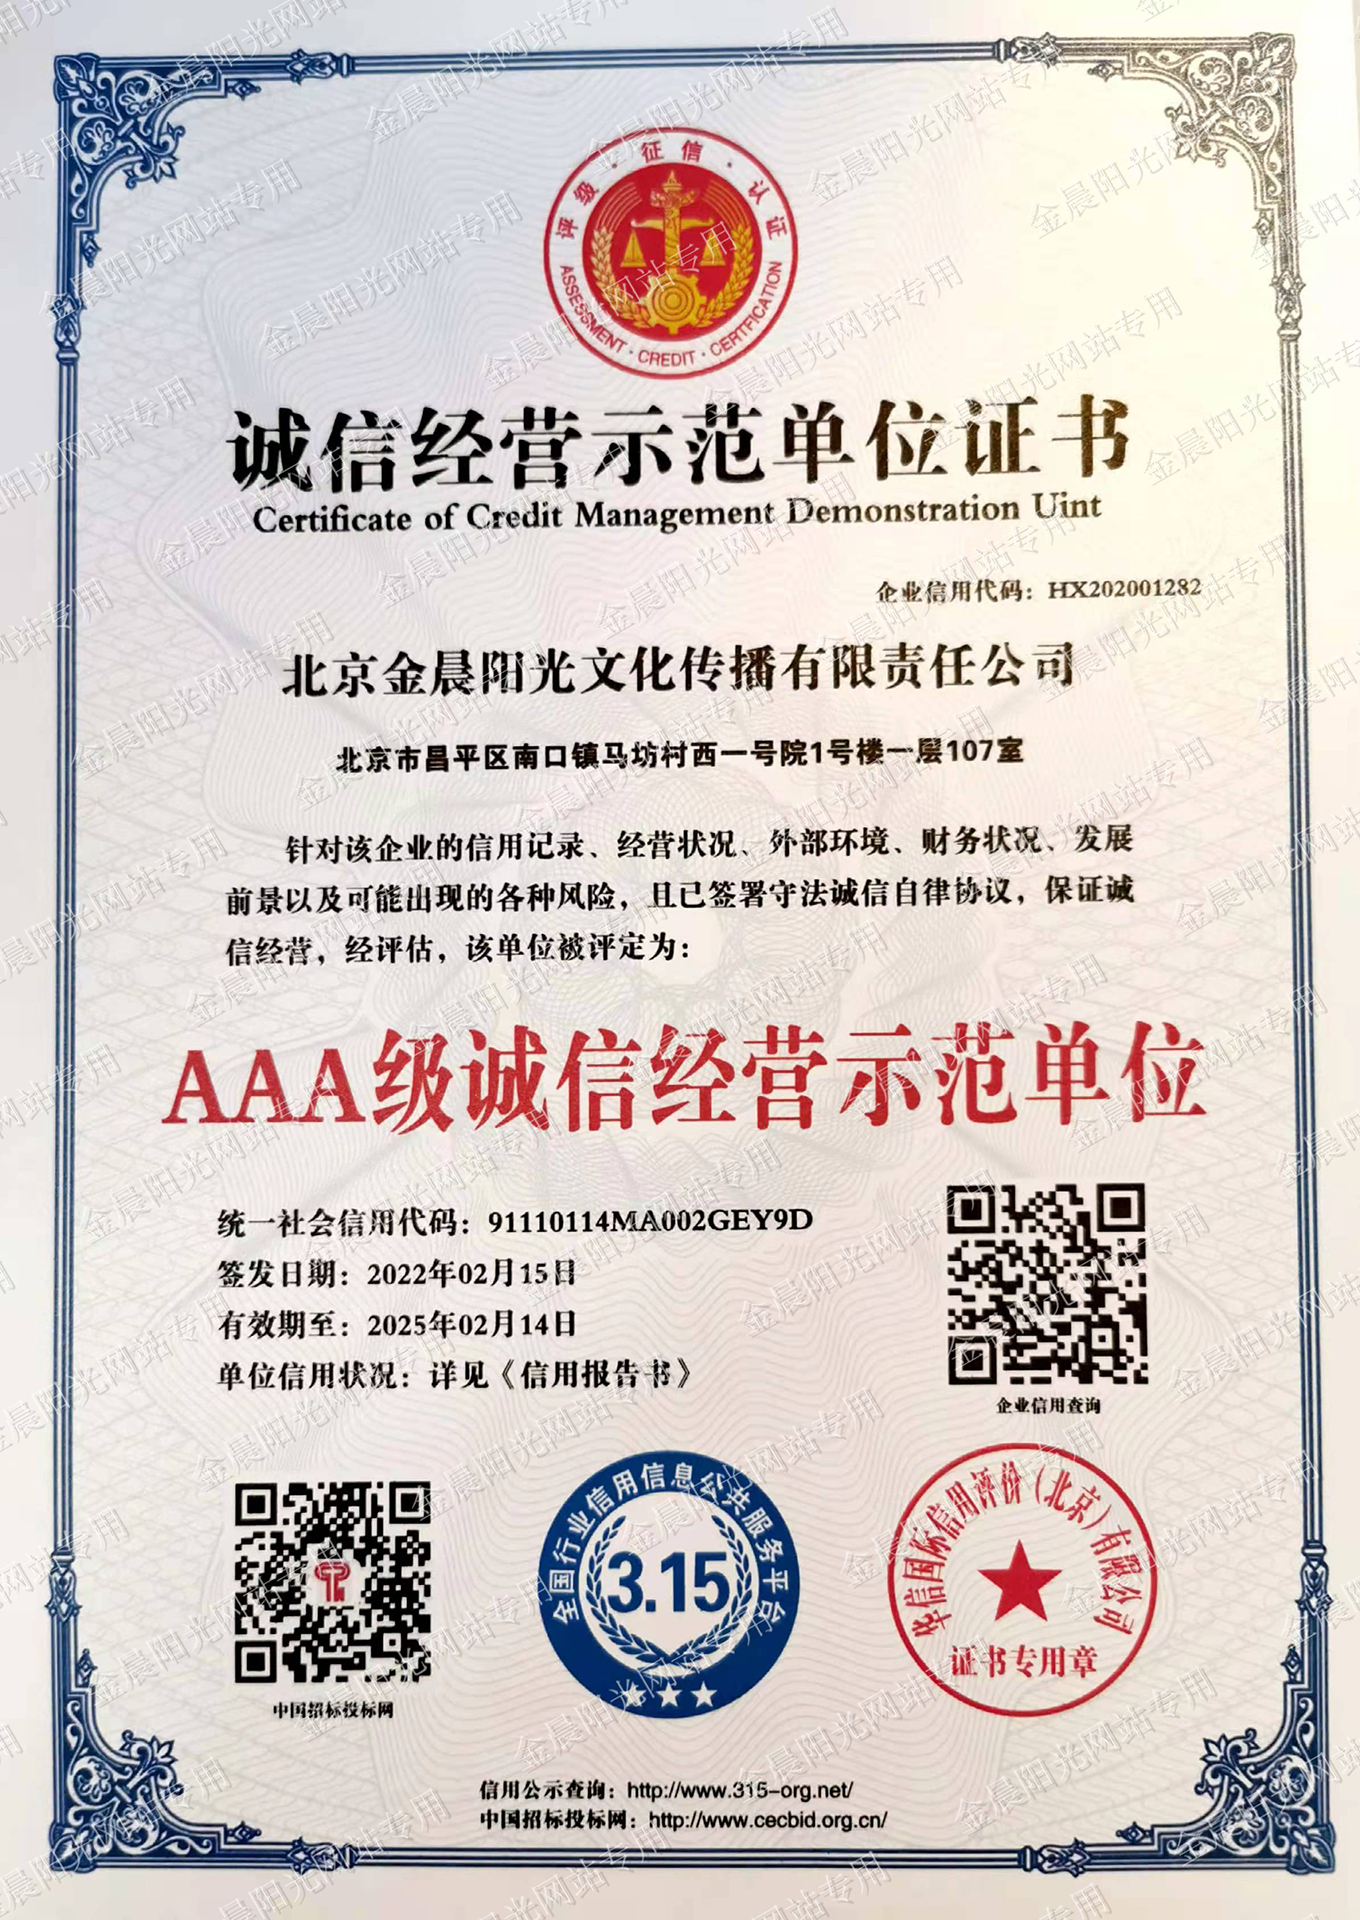 评级·征信·认证
ASSESSMENT·CREDIT·CERTFICATION
诚信经营示范单位证书
Certificate of Credit Management Demonstration Uint
企业信用代码：HX202001282
北京金晨阳光文化传播有限责任公司
北京市昌平区南口镇马坊村西一号院1号楼一层107室
针对该企业的信用记录、经营状况、外部环境、财务状况、发展
前景以及可能出现的各种风险，且已签署守法诚信自律协议，保证诚
信经营，经评估，该单位被评定为：
AAA级诚信经营示范单位
统一社会信用代码：91110114MA002GEY9D
签发日期：2022年02月15日
有效期至：2025年02月14日
单位信用状况：详见《信用报告书》
企业信用查询
中国招标投标网
全国行业信用信息公共服务平台
3.15
华信国际信用评价（北京）有限公司
证书专用章
信用公示查询：http://www.315-org.net/
中国招标投标网：http://www.cecbid.org.cn/
金晨阳光网站专用